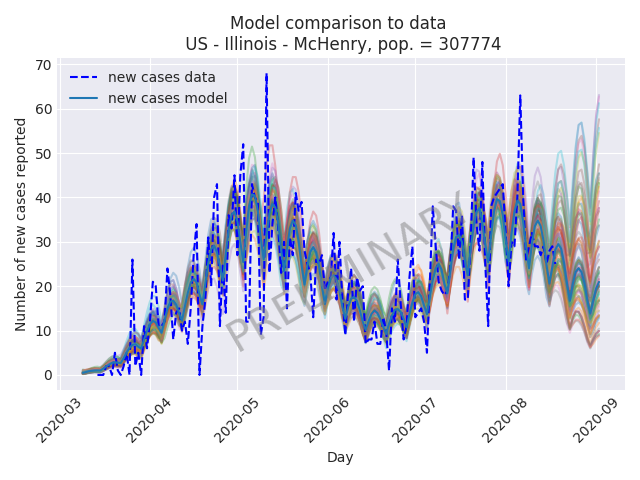 Model comparison to data
US - Illinois - McHenry, pop. = 307774
70
60
50
40
30
20
10
0
Number of new cases reported
new cases data
new cases model
PRELIMINARY
2020-03
2020-04
2020-05
2020-06
2020-07
2020-08
2020-09
Day